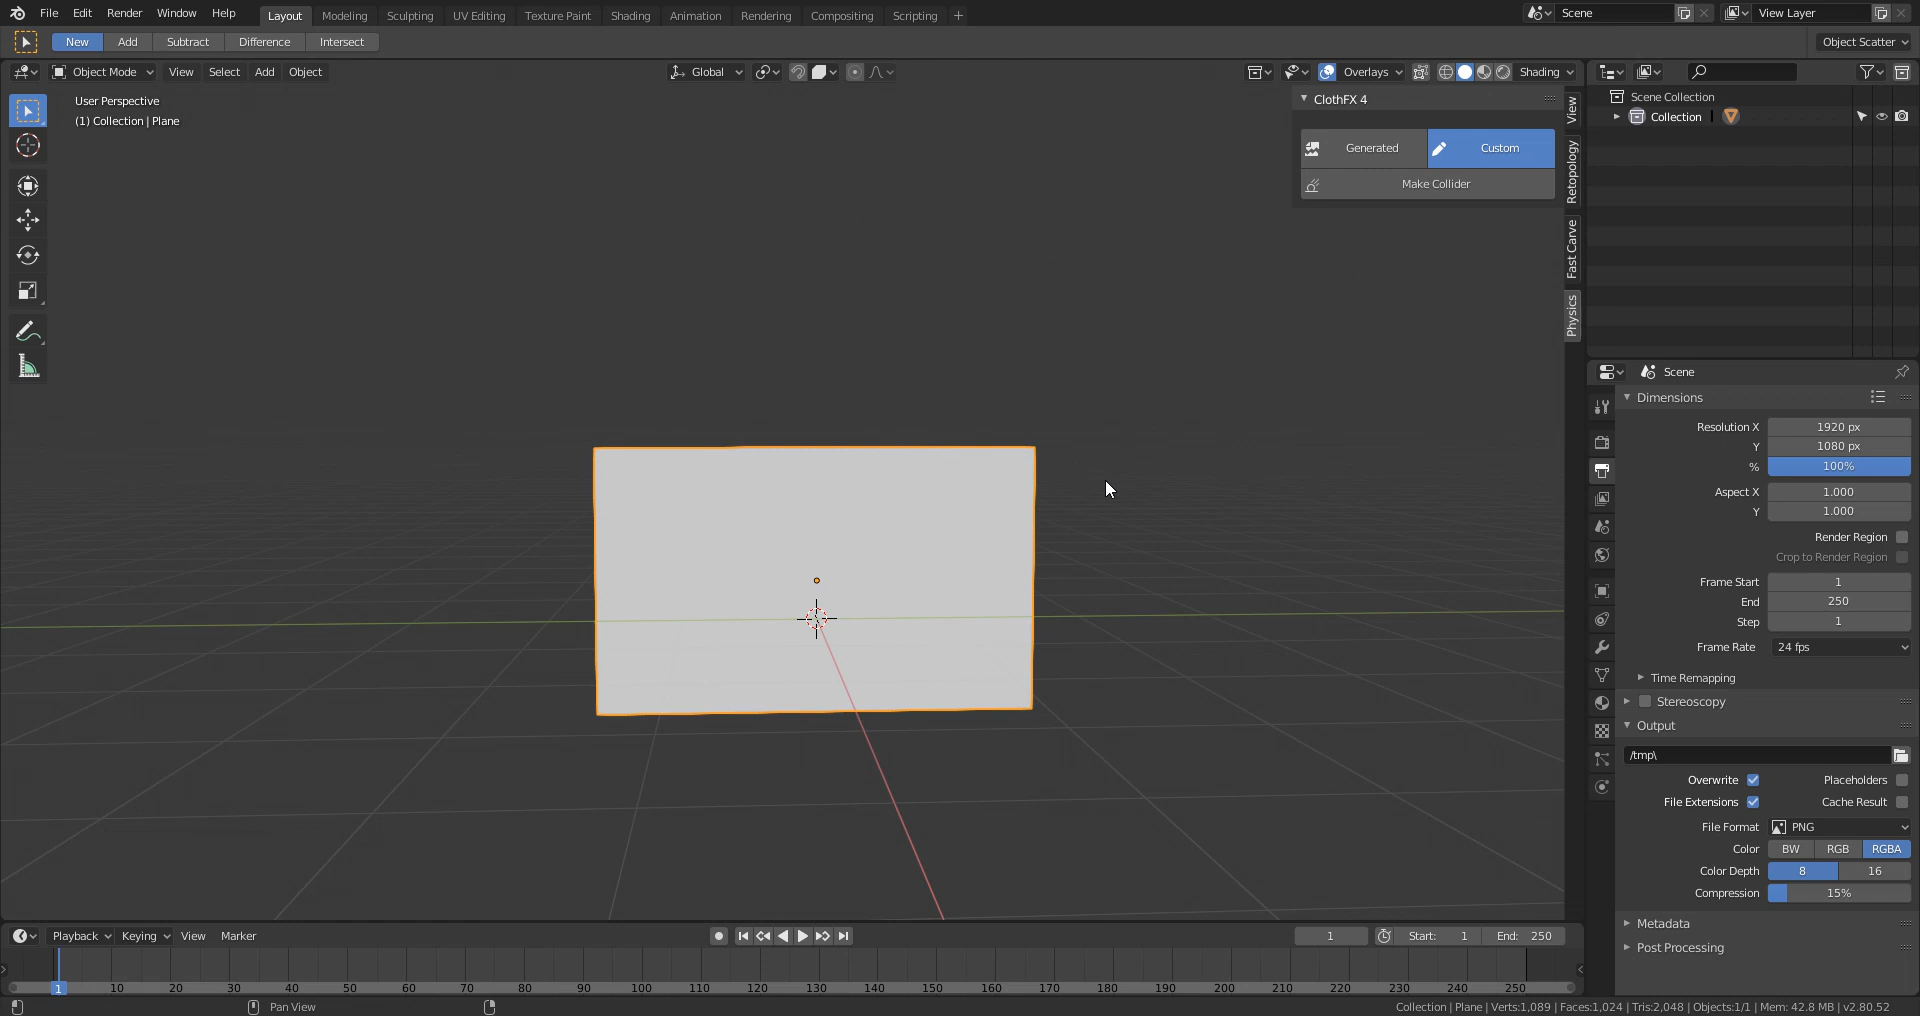 File Edit Render Window Help Layout Modeling Sculpting UV Editing Texture Paint Shading Animation Rendering Compositing Scripting + Scene View Layer
New Add Subtract Difference Intersect Object Scatter
Object Mode View Select Add Object Global Overlays Shading
User Perspective
(1) Collection | Plane
ClothFX 4
Generated Custom
Make Collider
View
Retopology
Fast Carve
Physics
Scene Collection
Collection
Scene
Dimensions
Resolution X 1920 px
Y 1080 px
% 100%
Aspect X 1.000
Y 1.000
Render Region
Crop to Render Region
Frame Start 1
End 250
Step 1
Frame Rate 24 fps
Time Remapping
Stereoscopy
Output
/tmp\
Overwrite Placeholders
File Extensions Cache Result
File Format PNG
Color BW RGB RGBA
Color Depth 8 16
Compression 15%
Metadata
Post Processing
Playback Keying View Marker 1 Start: 1 End: 250
1 10 20 30 40 50 60 70 80 90 100 110 120 130 140 150 160 170 180 190 200 210 220 230 240 250
Pan View Collection | Plane | Verts:1,089 | Faces:1,024 | Tris:2,048 | Objects:1/1 | Mem: 42.8 MB | v2.80.52